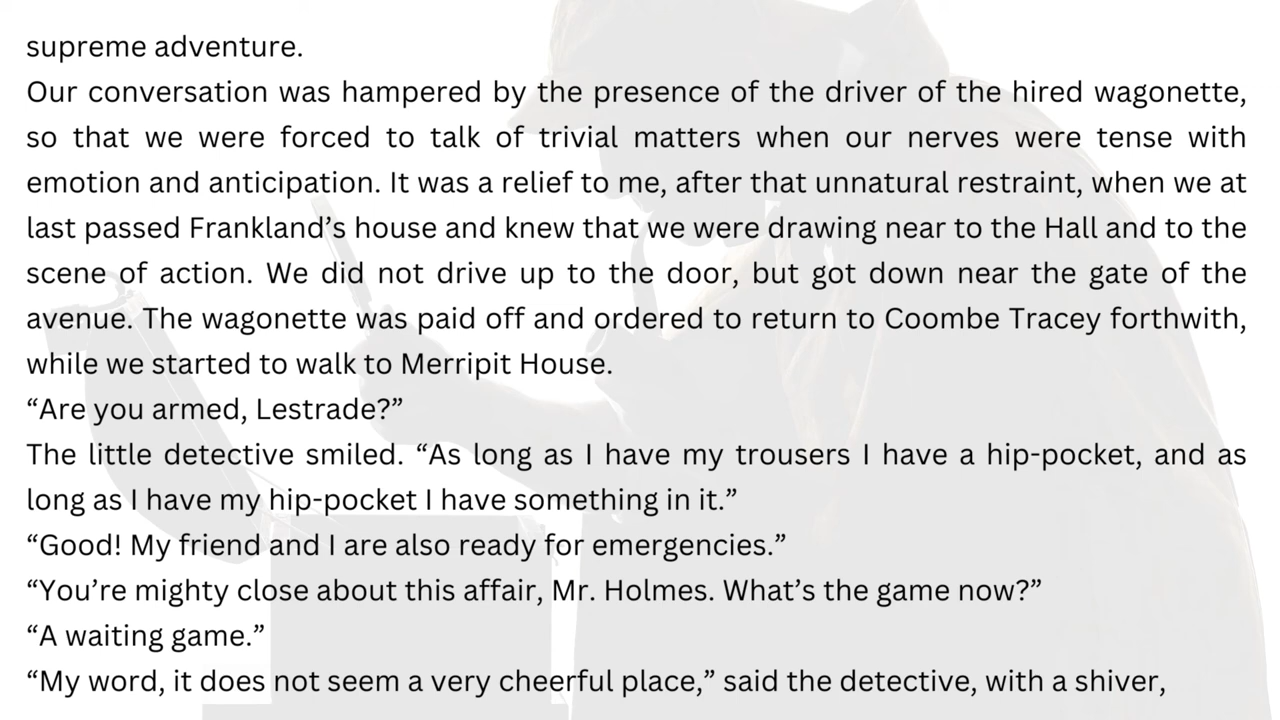 supreme adventure.
Our conversation was hampered by the presence of the driver of the hired wagonette,
so that we were forced to talk of trivial matters when our nerves were tense with
emotion and anticipation. It was a relief to me, after that unnatural restraint, when we at
last passed Frankland’s house and knew that we were drawing near to the Hall and to the
scene of action. We did not drive up to the door, but got down near the gate of the
avenue. The wagonette was paid off and ordered to return to Coombe Tracey forthwith,
while we started to walk to Merripit House.
“Are you armed, Lestrade?”
The little detective smiled. “As long as I have my trousers I have a hip-pocket, and as
long as I have my hip-pocket I have something in it.”
“Good! My friend and I are also ready for emergencies.”
“You’re mighty close about this affair, Mr. Holmes. What’s the game now?”
“A waiting game.”
“My word, it does not seem a very cheerful place,” said the detective, with a shiver,